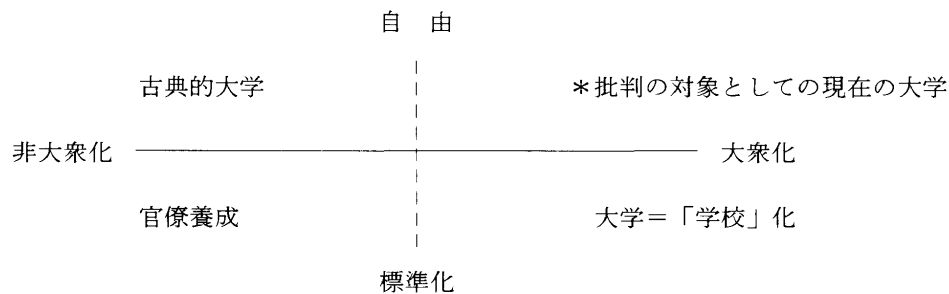 自 由
古典的大学 *批判の対象としての現在の大学
非大衆化 大衆化
官僚養成 大学=「学校」化
標準化